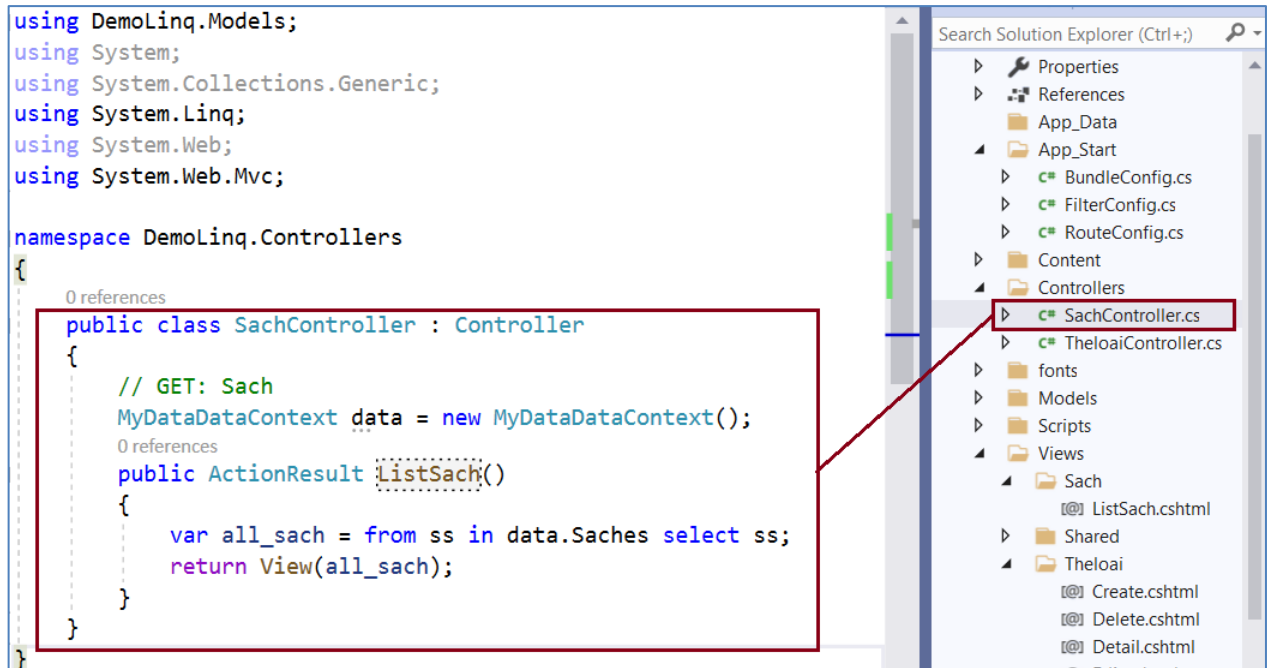 using DemoLinq.Models;
using System;
using System.Collections.Generic;
using System.Linq;
using System.Web;
using System.Web.Mvc;
namespace DemoLinq.Controllers
{
0 references
public class SachController : Controller
{
// GET: Sach
MyDataDataContext data = new MyDataDataContext();
0 references
public ActionResult ListSach()
{
var all_sach = from ss in data.Saches select ss;
return View(all_sach);
}
}
}
Search Solution Explorer (Ctrl+;)
Properties
References
App_Data
App_Start
C# BundleConfig.cs
C# FilterConfig.cs
C# RouteConfig.cs
Content
Controllers
C# SachController.cs
C# TheloaiController.cs
fonts
Models
Scripts
Views
Sach
[@] ListSach.cshtml
Shared
Theloai
[@] Create.cshtml
[@] Delete.cshtml
[@] Detail.cshtml